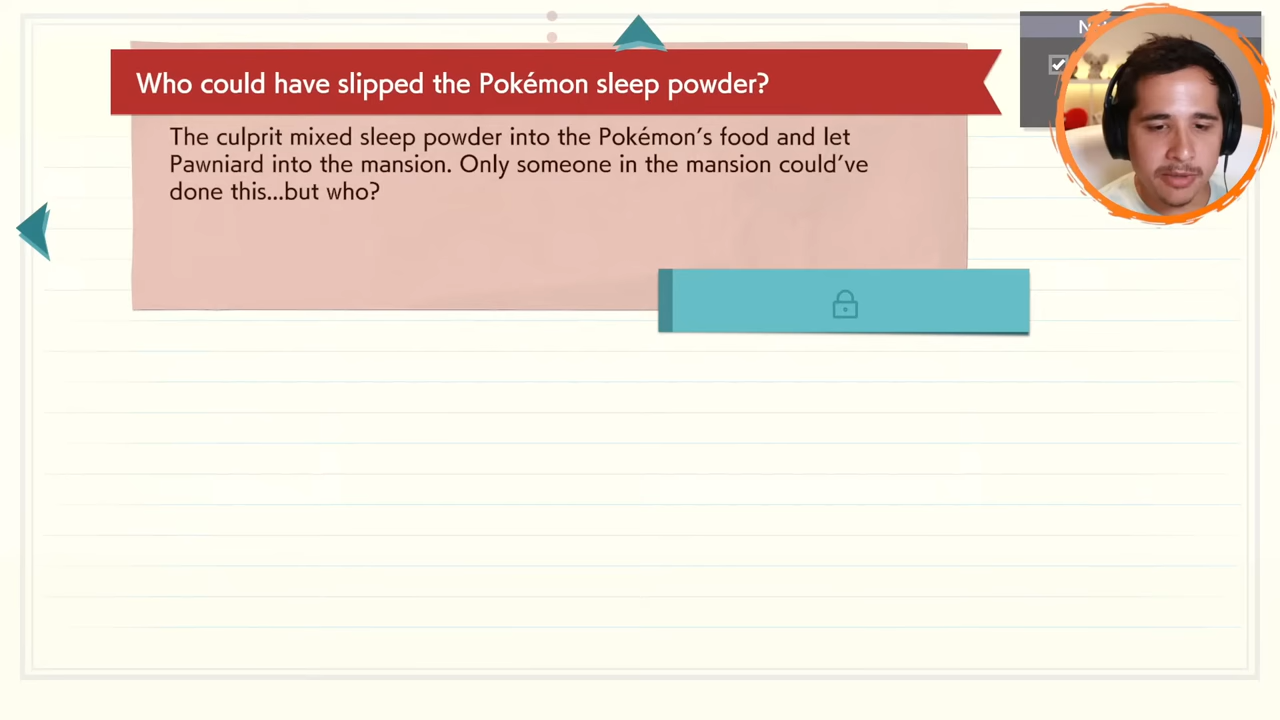 Who could have slipped the Pokémon sleep powder?
The culprit mixed sleep powder into the Pokémon's food and let
Pawniard into the mansion. Only someone in the mansion could've
done this...but who?